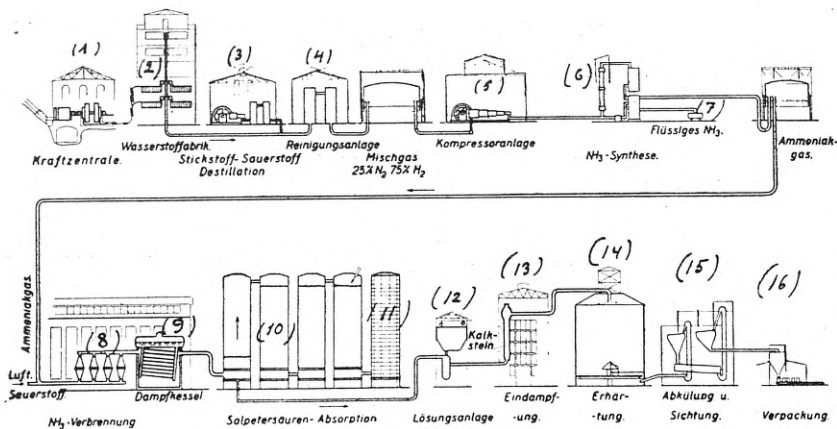 (1)
(2)
(3)
(4)
(5)
(6)
(7)
Kraftzentrale.
Wasserstoffabrik.
Stickstoff-Sauerstoff
Destillation
Reinigungsanlage
Mischgas
25% N2 75% H2
Kompressoranlage
NH3-Synthese.
Flüssiges NH3.
Ammoniak-
gas.
Ammoniakgas.
Luft.
Sauerstoff.
(8)
(9)
(10)
(11)
(12)
(13)
(14)
(15)
(16)
Kalk-
stein.
NH3-Verbrennung
Dampfkessel
Salpetersäuren-Absorption
Lösungsanlage
Eindampf-
-ung.
Erhär-
-tung.
Abkülung u.
Sichtung.
Verpackung.